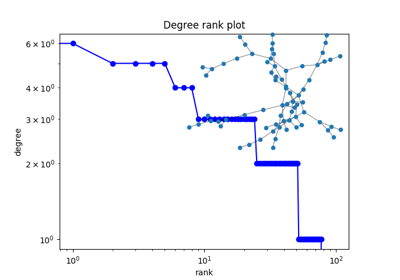 Degree rank plot
6 × 10⁰
4 × 10⁰
3 × 10⁰
2 × 10⁰
10⁰
degree
10⁰ 10¹ 10²
rank